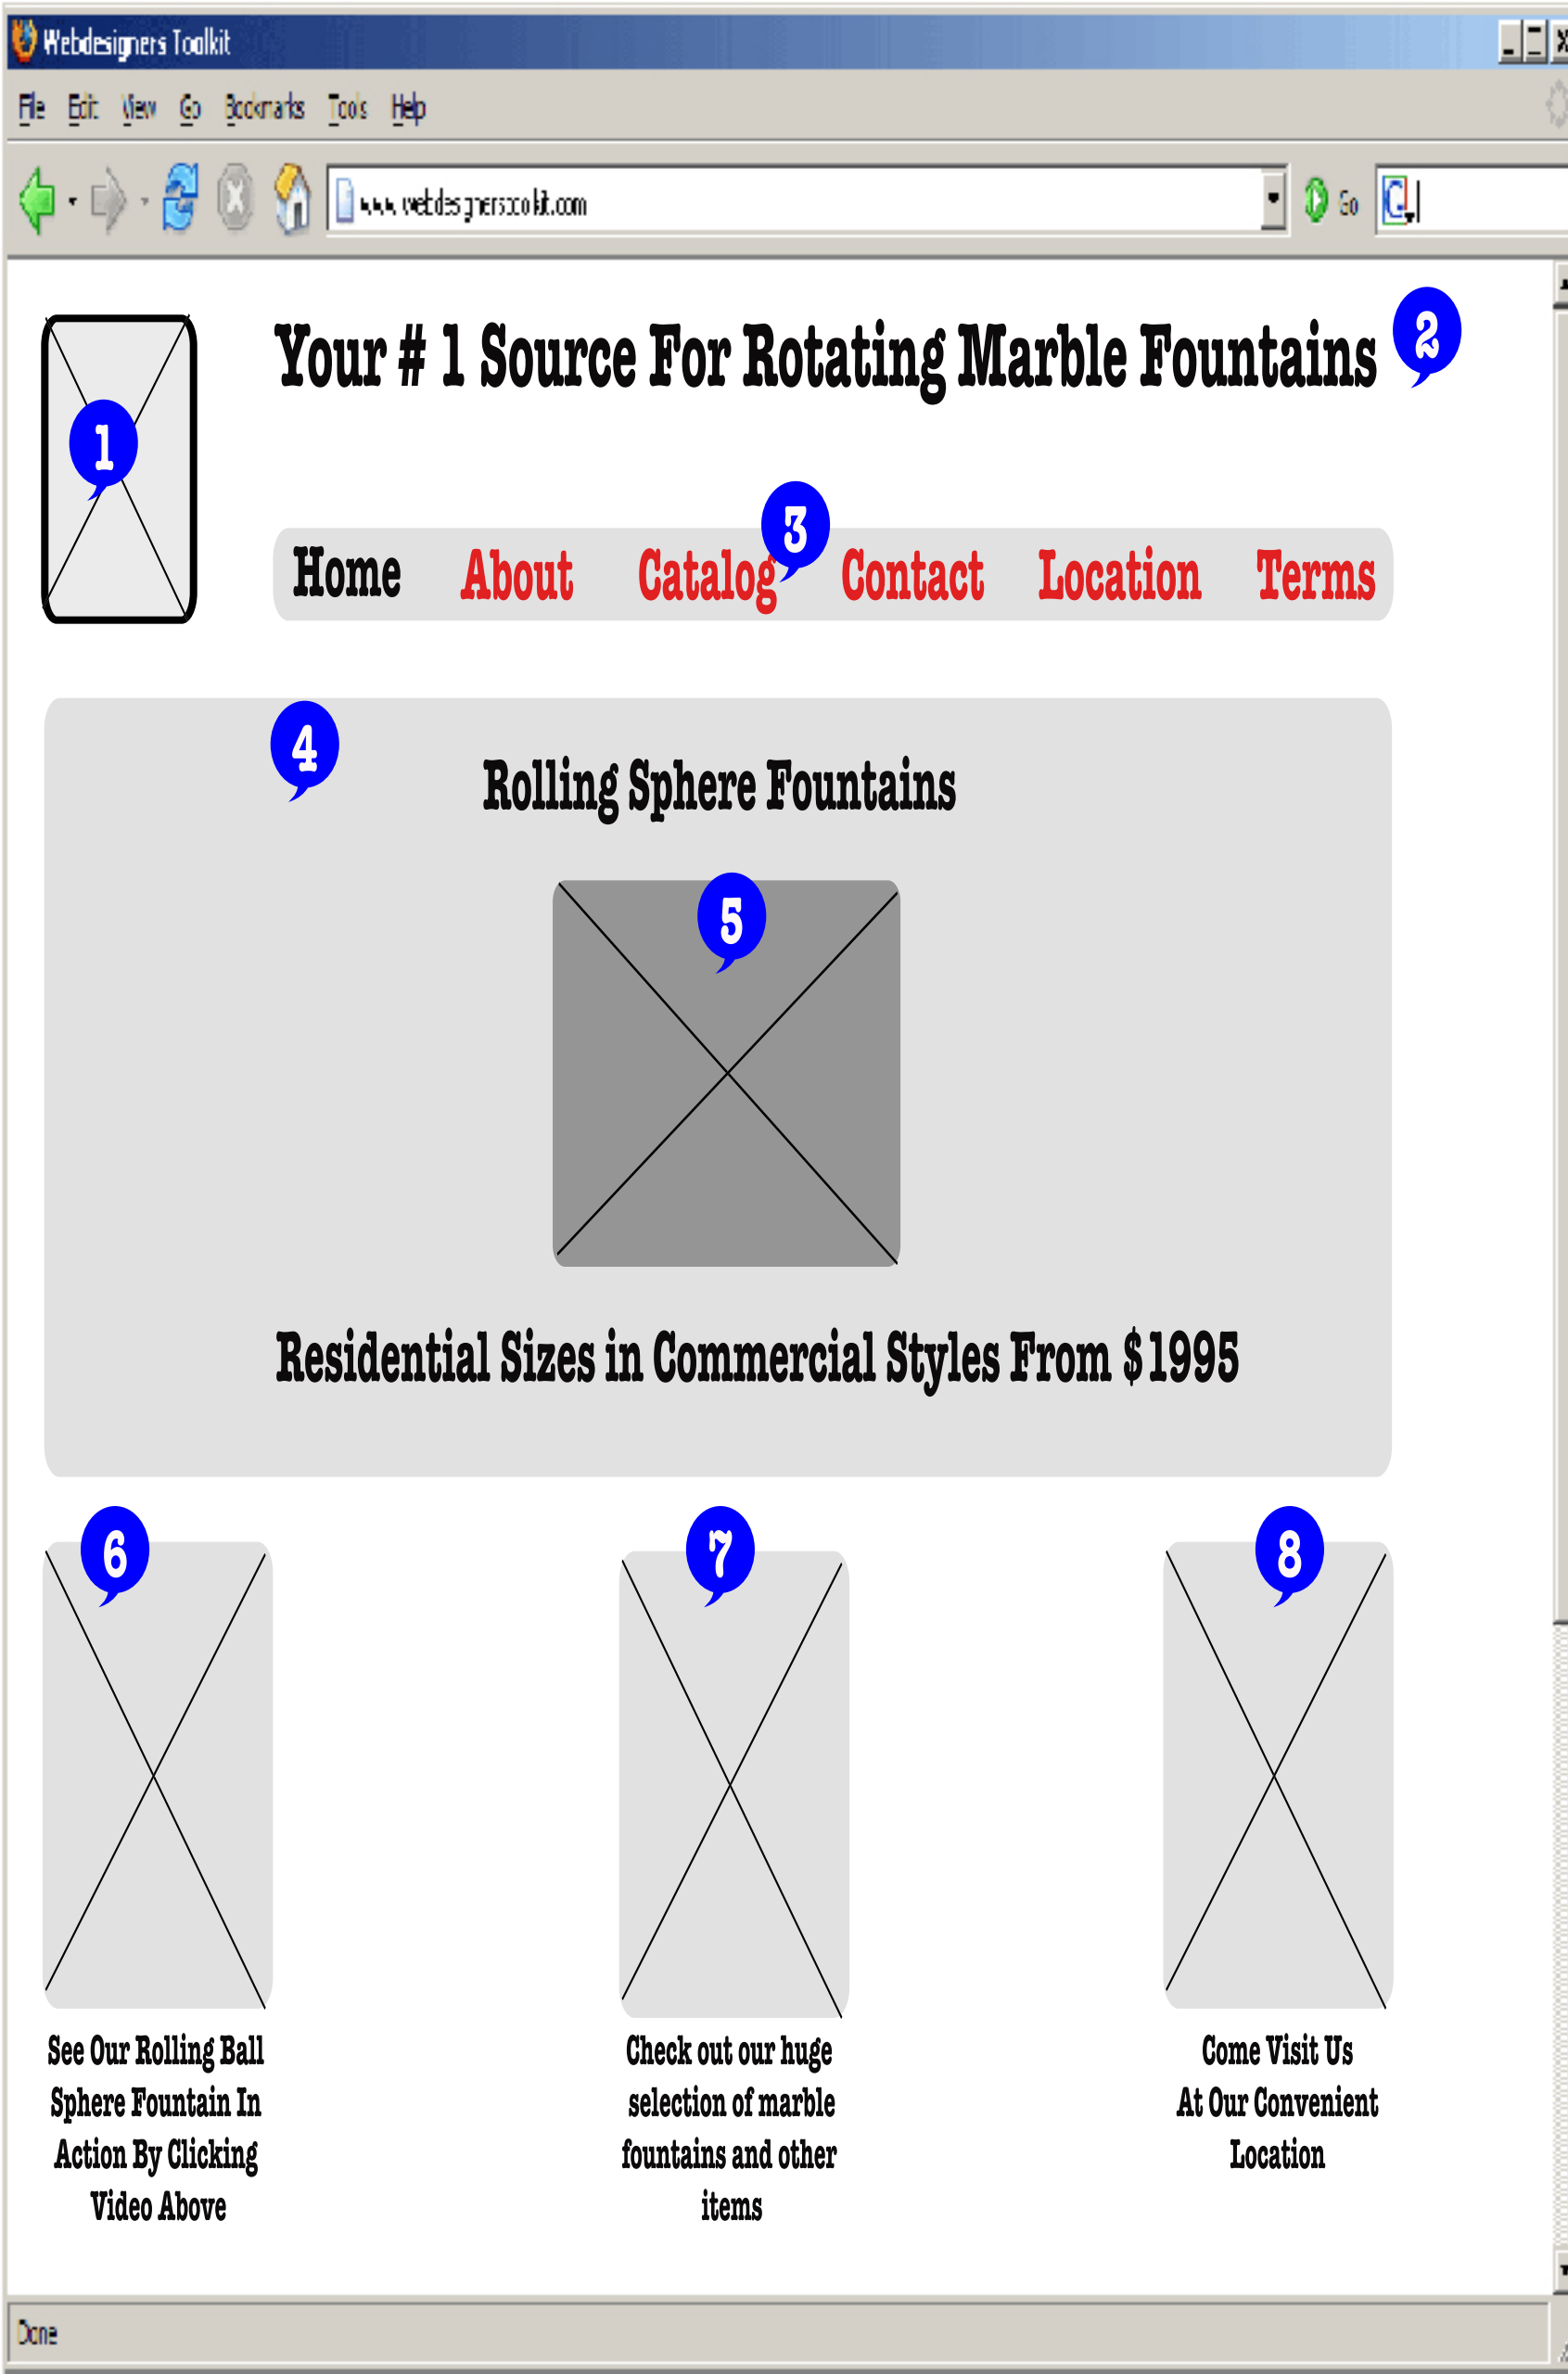 Webdesigners Toolkit
File Edit View Go Bookmarks Tools Help
www.webdesignerstoolkit.com Go G
Your # 1 Source For Rotating Marble Fountains 2
1
3
Home About Catalog Contact Location Terms
4
Rolling Sphere Fountains
5
Residential Sizes in Commercial Styles From $1995
6 7 8
See Our Rolling Ball
Sphere Fountain In
Action By Clicking
Video Above
Check out our huge
selection of marble
fountains and other
items
Come Visit Us
At Our Convenient
Location
Done